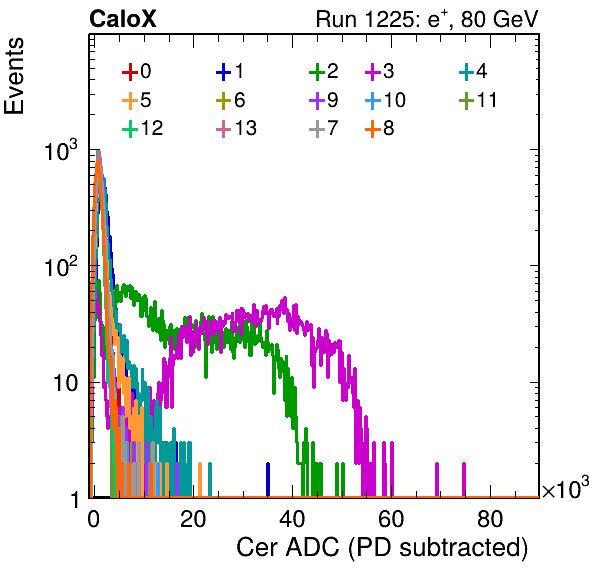 CaloX Run 1225: e⁺, 80 GeV
Events
0 1 2 3 4
5 6 9 10 11
12 13 7 8
10³
10²
10
1
0 20 40 60 80 ×10³
Cer ADC (PD subtracted)